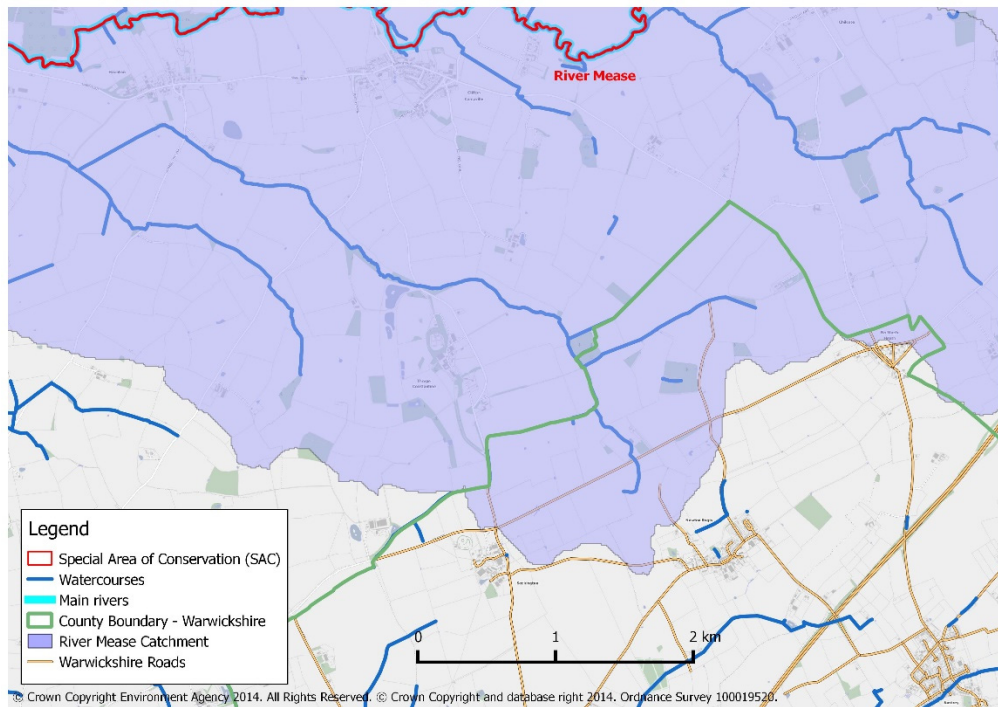 River Mease
Legend
Special Area of Conservation (SAC)
Watercourses
Main rivers
County Boundary - Warwickshire
River Mease Catchment
Warwickshire Roads
0 1 2 km
© Crown Copyright Environment Agency 2014. All Rights Reserved. © Crown Copyright and database right 2014. Ordnance Survey 100019520.